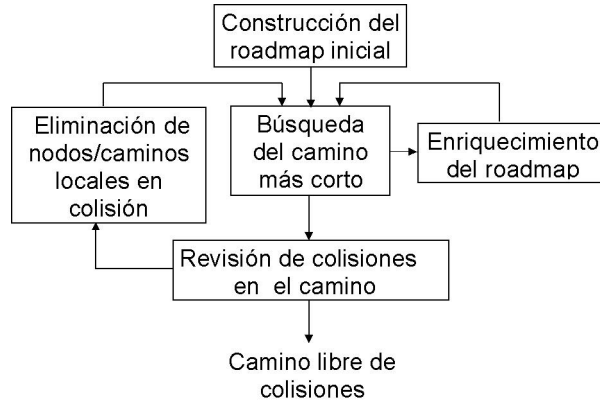 Construcción del
roadmap inicial
Eliminación de
nodos/caminos
locales en
colisión
Búsqueda
del camino
más corto
Enriquecimiento
del roadmap
Revisión de colisiones
en el camino
Camino libre de
colisiones